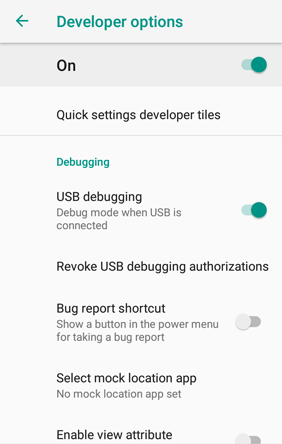 Developer options
On
Quick settings developer tiles
Debugging
USB debugging
Debug mode when USB is
connected
Revoke USB debugging authorizations
Bug report shortcut
Show a button in the power menu
for taking a bug report
Select mock location app
No mock location app set
Enable view attribute